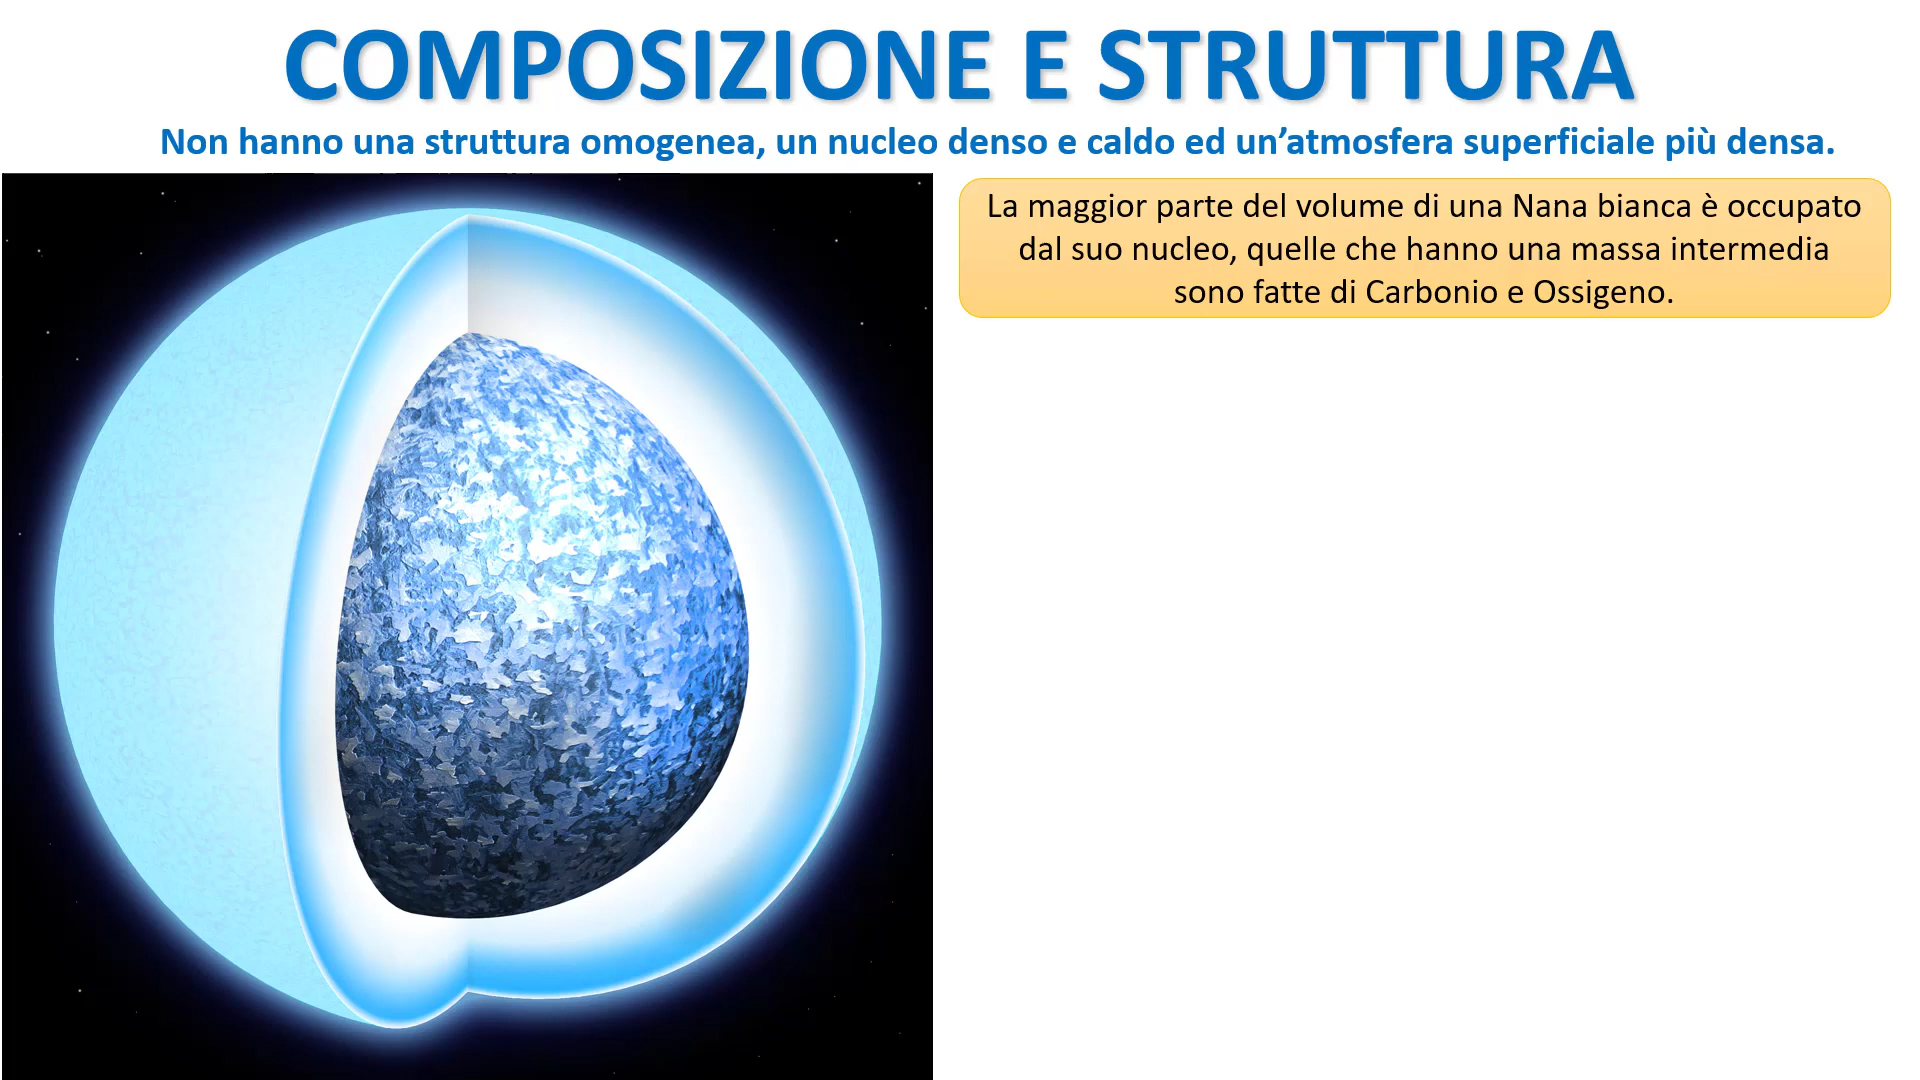 COMPOSIZIONE E STRUTTURA
Non hanno una struttura omogenea, un nucleo denso e caldo ed un’atmosfera superficiale più densa.
La maggior parte del volume di una Nana bianca è occupato
dal suo nucleo, quelle che hanno una massa intermedia
sono fatte di Carbonio e Ossigeno.